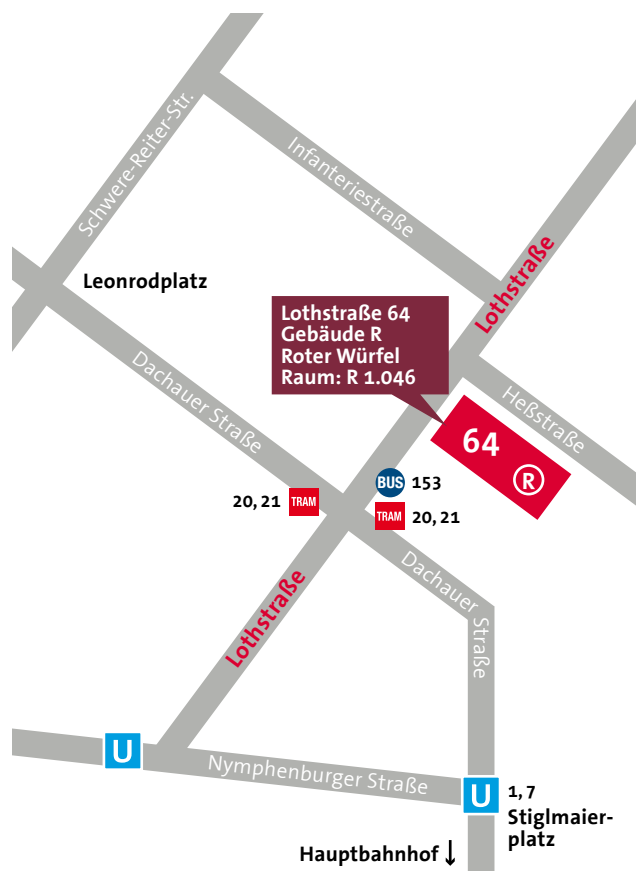 Schwere-Reiter-Str.
Infanteriestraße
Lothstraße
Leonrodplatz
Lothstraße 64
Gebäude R
Roter Würfel
Raum: R 1.046
Dachauer Straße
Heßstraße
64
R
BUS 153
20, 21 TRAM
TRAM 20, 21
Dachauer
Straße
Lothstraße
U
Nymphenburger Straße
U 1, 7
Stiglmaier-
platz
Hauptbahnhof ↓